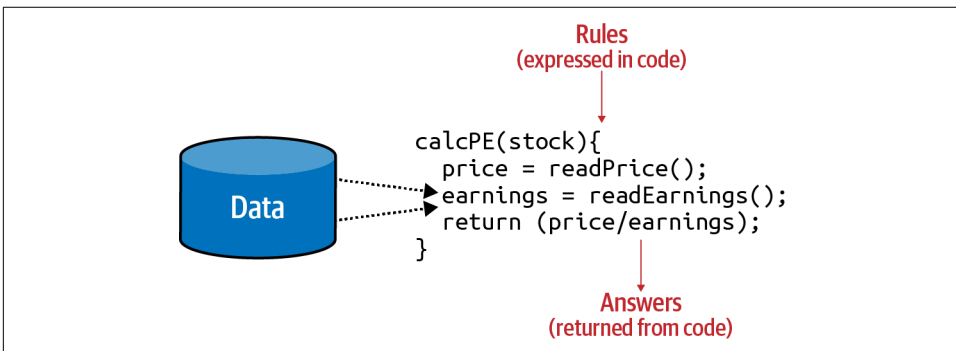 Rules
(expressed in code)
Data
calcPE(stock){
  price = readPrice();
  earnings = readEarnings();
  return (price/earnings);
}
Answers
(returned from code)